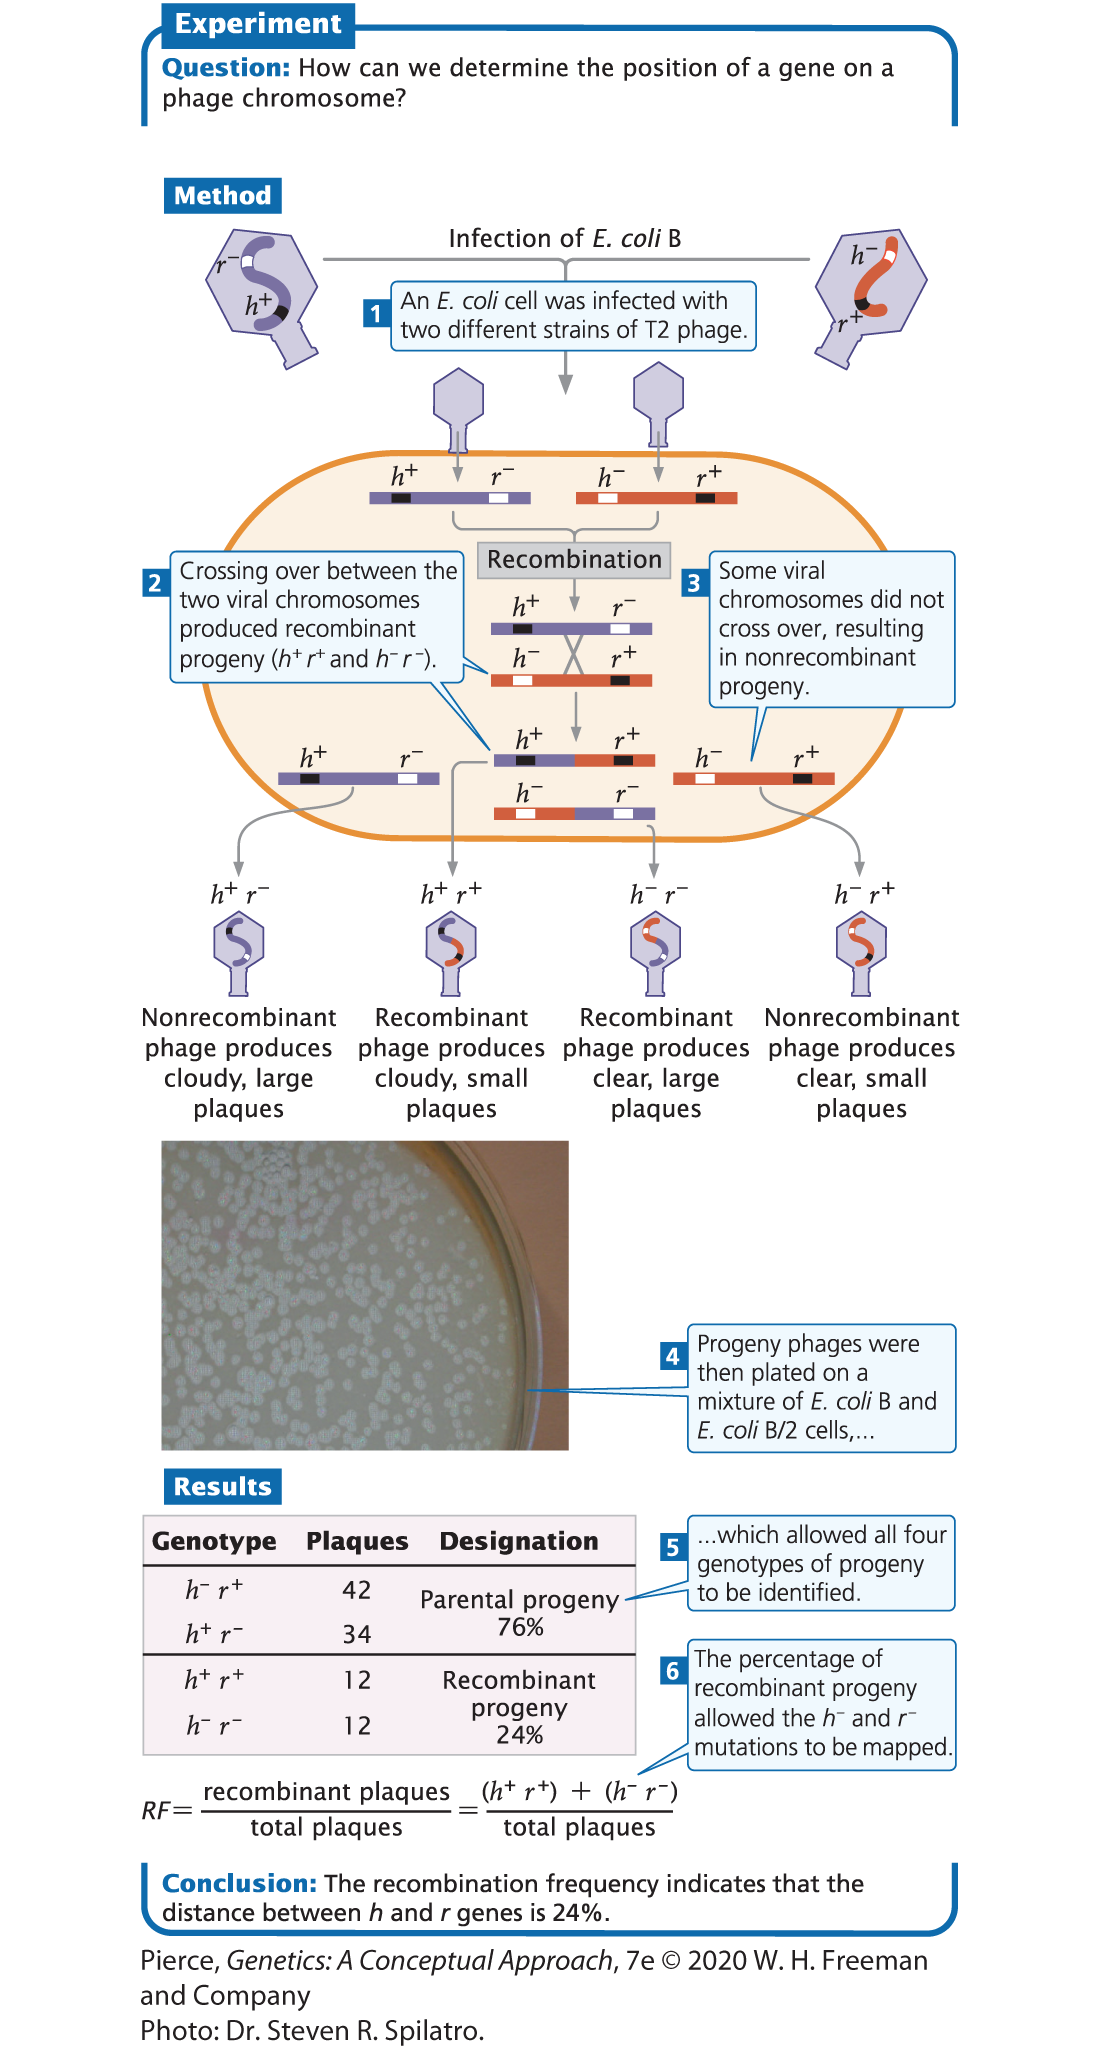 Experiment
Question: How can we determine the position of a gene on a
phage chromosome?
Method
Infection of E. coli B
r⁻
h⁺
h⁻
r⁺
1
An E. coli cell was infected with
two different strains of T2 phage.
h⁺ r⁻ h⁻ r⁺
Recombination
2
Crossing over between the
two viral chromosomes
produced recombinant
progeny (h⁺ r⁺ and h⁻ r⁻).
3
Some viral
chromosomes did not
cross over, resulting
in nonrecombinant
progeny.
h⁺ r⁻
h⁻ r⁺
h⁺ r⁺
h⁻ r⁻
h⁺ r⁻
h⁻ r⁺
h⁺ r⁻
h⁺ r⁺
h⁻ r⁻
h⁻ r⁺
Nonrecombinant
phage produces
cloudy, large
plaques
Recombinant
phage produces
cloudy, small
plaques
Recombinant
phage produces
clear, large
plaques
Nonrecombinant
phage produces
clear, small
plaques
4
Progeny phages were
then plated on a
mixture of E. coli B and
E. coli B/2 cells,...
Results
Genotype Plaques Designation
h⁻ r⁺ 42
h⁺ r⁻ 34
Parental progeny
76%
h⁺ r⁺ 12
h⁻ r⁻ 12
Recombinant
progeny
24%
5
...which allowed all four
genotypes of progeny
to be identified.
6
The percentage of
recombinant progeny
allowed the h⁻ and r⁻
mutations to be mapped.
RF = recombinant plaques / total plaques = (h⁺ r⁺) + (h⁻ r⁻) / total plaques
Conclusion: The recombination frequency indicates that the
distance between h and r genes is 24%.
Pierce, Genetics: A Conceptual Approach, 7e © 2020 W. H. Freeman
and Company
Photo: Dr. Steven R. Spilatro.